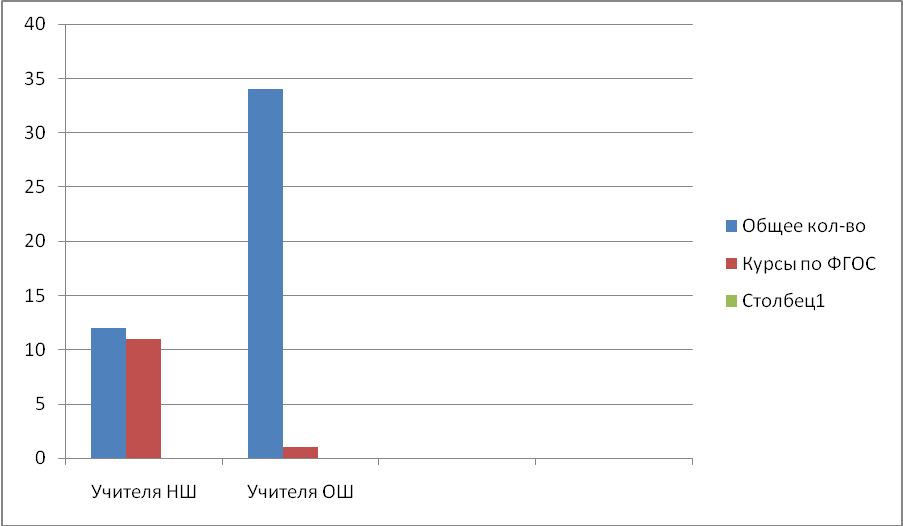 40
35
30
25
20
15
10
5
0
Учителя НШ
Учителя ОШ
Общее кол-во
Курсы по ФГОС
Столбец1